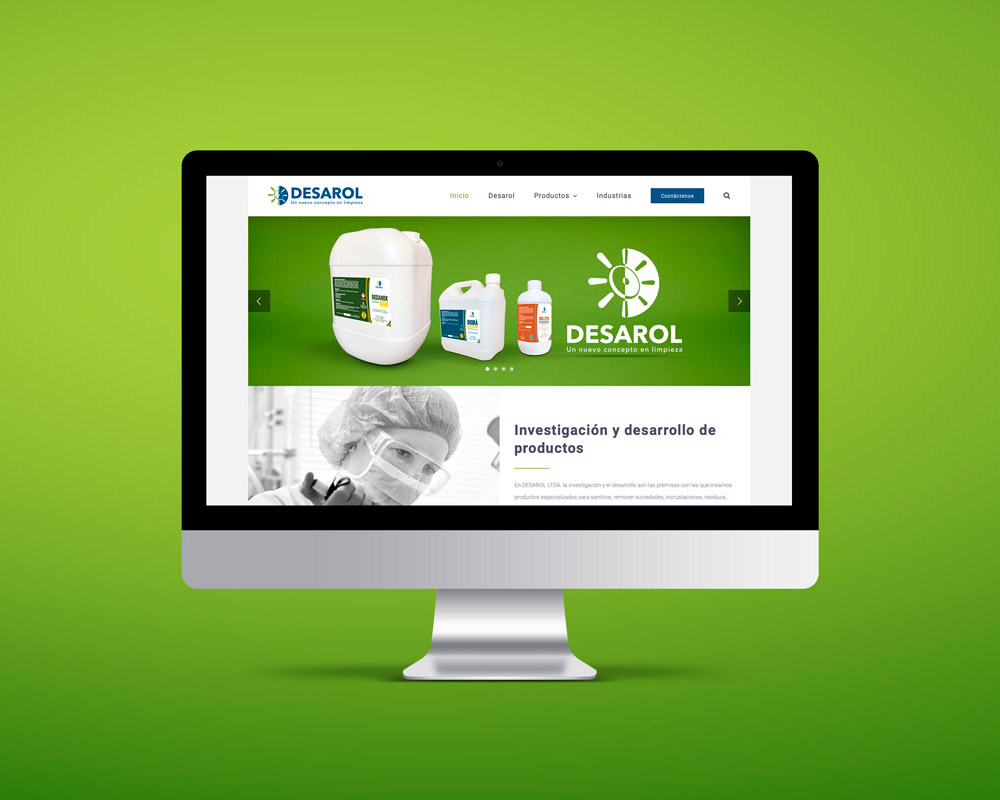 DESAROL
Un nuevo concepto en limpieza
Inicio Desarol Productos Industrias Contáctenos
DESANOX
DORÁ
DESAROL
Un nuevo concepto en limpieza
Investigación y desarrollo de
productos
En DESAROL LTDA. la investigación y el desarrollo son las premisas con las que creamos
productos especializados para sanitizar, remover suciedades, incrustaciones, residuos,